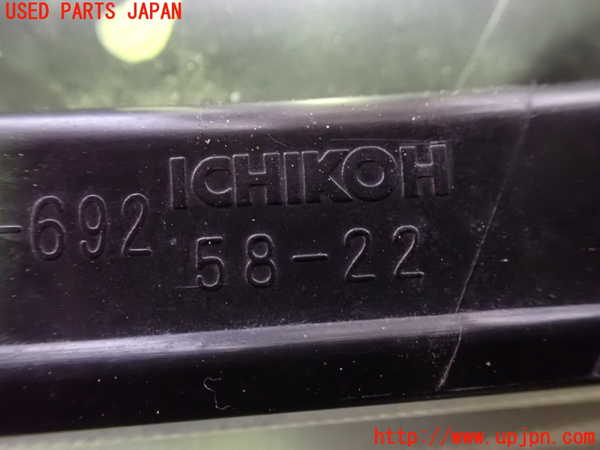 USED PARTS JAPAN
ICHIKOH
-692
58-22
http://www.upjpn.com/